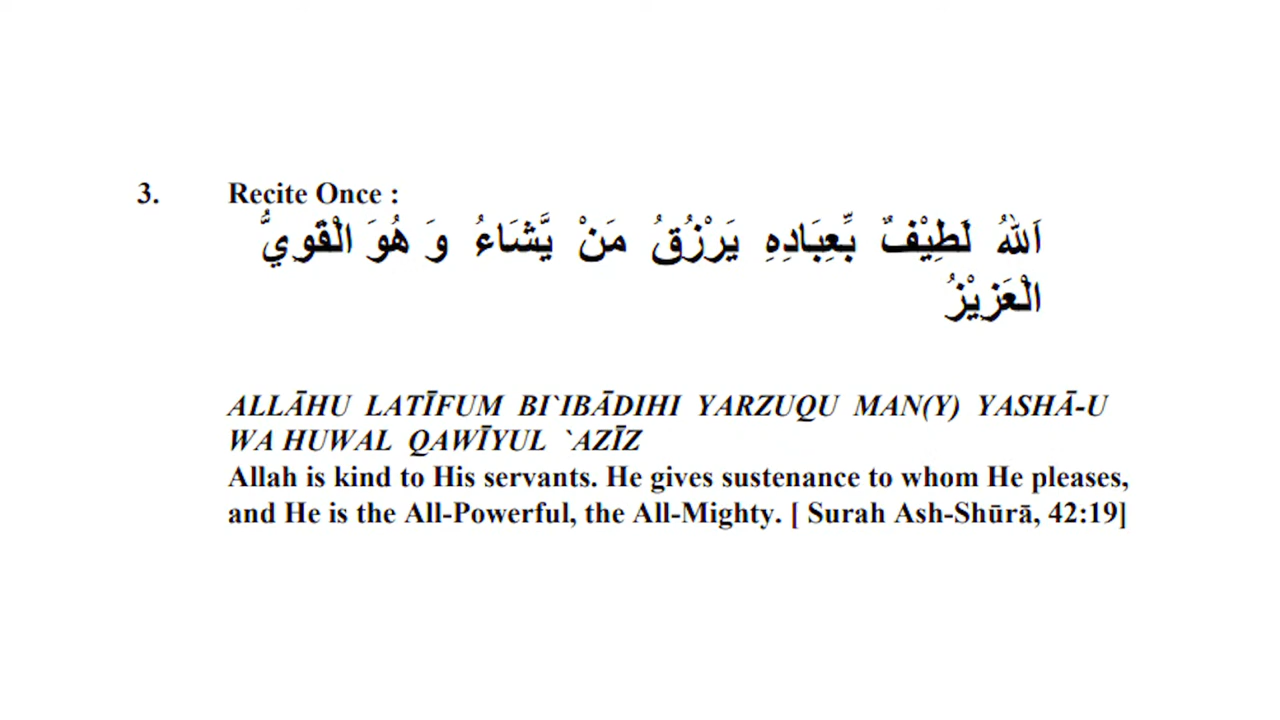 3. Recite Once :
اَللهُ لَطِيْفٌ بِّعِبَادِهِ يَرْزُقُ مَنْ يَّشَاءُ وَ هُوَ الْقَوِيُّ
الْعَزِيْزُ
ALLĀHU LATĪFUM BI`IBĀDIHI YARZUQU MAN(Y) YASHĀ-U
WA HUWAL QAWĪYUL `AZĪZ
Allah is kind to His servants. He gives sustenance to whom He pleases,
and He is the All-Powerful, the All-Mighty. [ Surah Ash-Shūrā, 42:19]